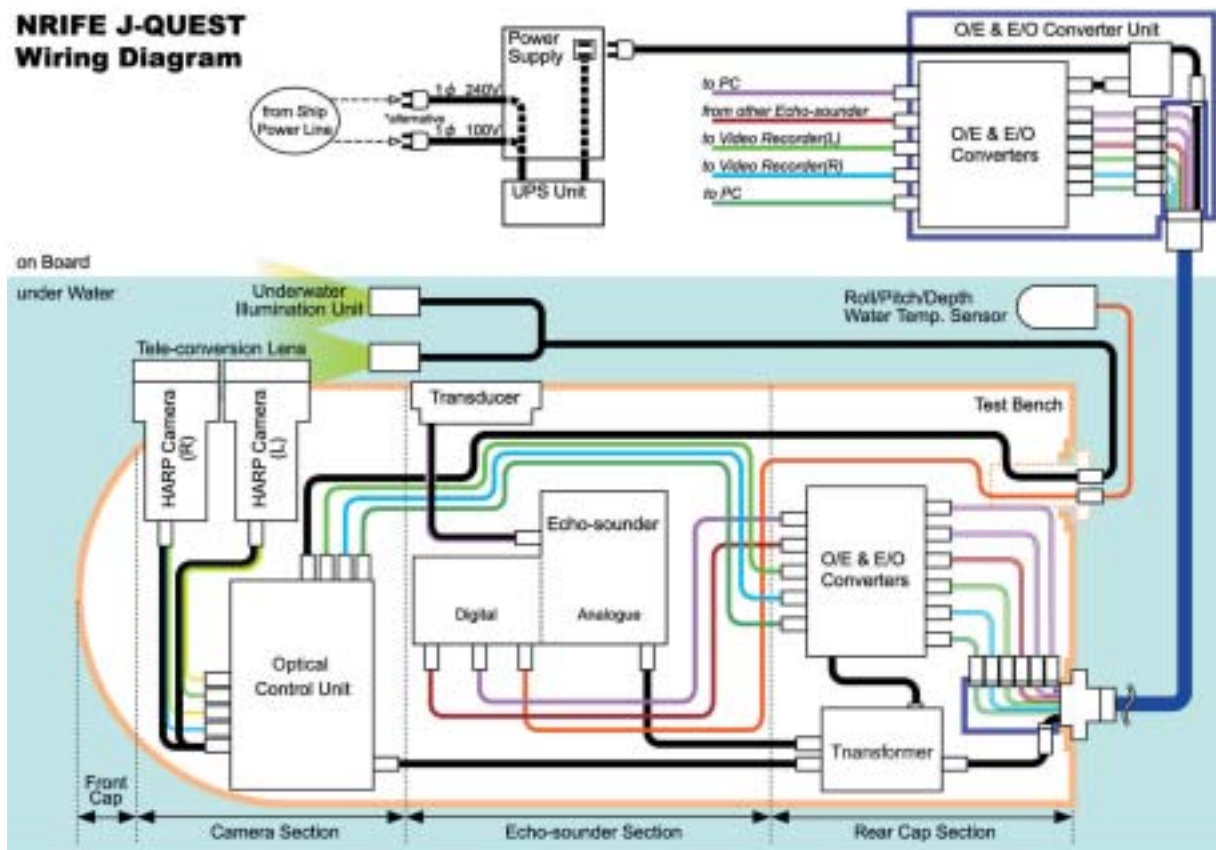 NRIFE J-QUEST
Wiring Diagram
from Ship
Power Line
1ϕ 240V
*alternative
1ϕ 100V
Power
Supply
UPS Unit
O/E & E/O Converter Unit
to PC
from other Echo-sounder
to Video Recorder(L)
to Video Recorder(R)
to PC
O/E & E/O
Converters
on Board
under Water
Underwater
Illumination Unit
Roll/Pitch/Depth
Water Temp. Sensor
Tele-conversion Lens
HARP Camera
(R)
HARP Camera
(L)
Transducer
Test Bench
Echo-sounder
Digital
Analogue
O/E & E/O
Converters
Optical
Control Unit
Tnansformer
Front
Cap
Camera Section
Echo-sounder Section
Rear Cap Section